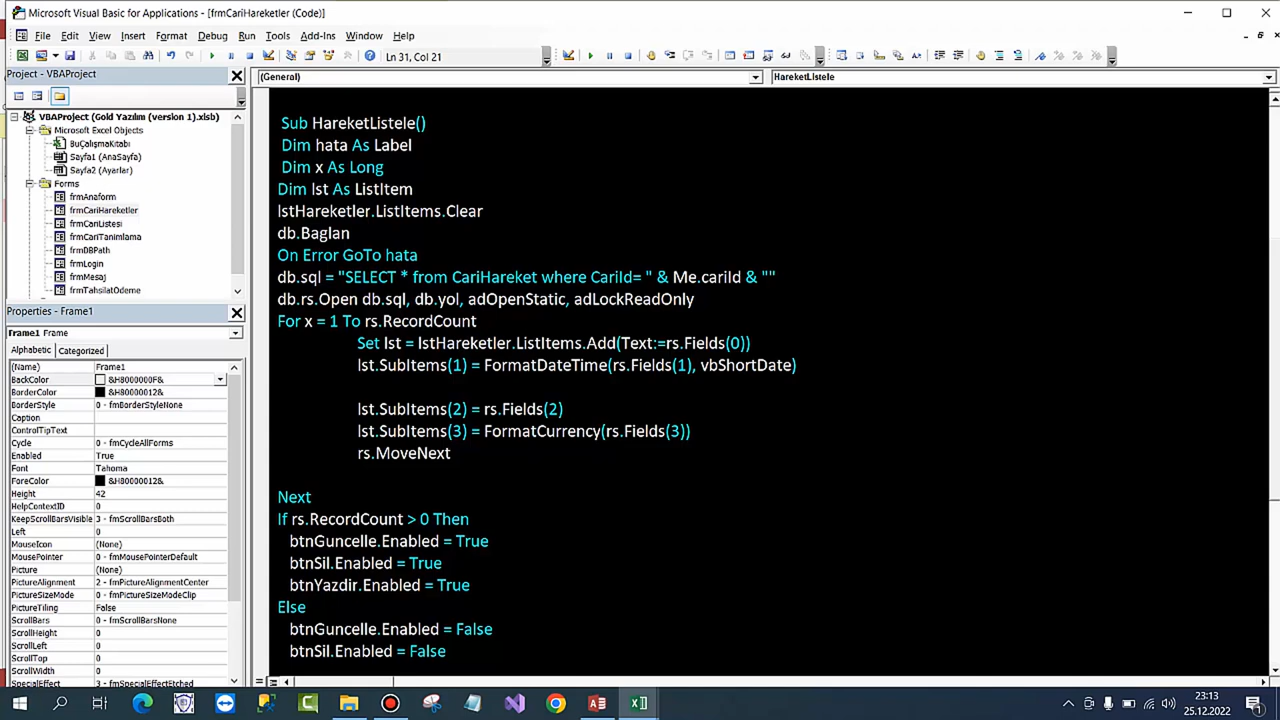 Microsoft Visual Basic for Applications - [frmCariHareketler (Code)]
File Edit View Insert Format Debug Run Tools Add-Ins Window Help
Ln 31, Col 21
Project - VBAProject
(General)
HareketListele
VBAProject (Gold Yazılım (version 1).xlsb)
Microsoft Excel Objects
BuÇalışmaKitabı
Sayfa1 (AnaSayfa)
Sayfa2 (Ayarlar)
Forms
frmAnaform
frmCariHareketler
frmCariListesi
frmCariTanimlama
frmDBPath
frmLogin
frmMesaj
frmTahsilatOdeme
Properties - Frame1
Frame1 Frame
Alphabetic Categorized
(Name) Frame1
BackColor &H8000000F&
BorderColor &H80000012&
BorderStyle 0 - fmBorderStyleNone
Caption
ControlTipText
Cycle 0 - fmCycleAllForms
Enabled True
Font Tahoma
ForeColor &H80000012&
Height 42
HelpContextID 0
KeepScrollBarsVisible 3 - fmScrollBarsBoth
Left 0
MouseIcon (None)
MousePointer 0 - fmMousePointerDefault
Picture (None)
PictureAlignment 2 - fmPictureAlignmentCenter
PictureSizeMode 0 - fmPictureSizeModeClip
PictureTiling False
ScrollBars 0 - fmScrollBarsNone
ScrollHeight 0
ScrollLeft 0
ScrollTop 0
ScrollWidth 0
SpecialEffect 3 - fmSpecialEffectEtched
Sub HareketListele()
Dim hata As Label
Dim x As Long
Dim lst As ListItem
lstHareketler.ListItems.Clear
db.Baglan
On Error GoTo hata
db.sql = "SELECT * from CariHareket where CariId= " & Me.cariId & ""
db.rs.Open db.sql, db.yol, adOpenStatic, adLockReadOnly
For x = 1 To rs.RecordCount
Set lst = lstHareketler.ListItems.Add(Text:=rs.Fields(0))
lst.SubItems(1) = FormatDateTime(rs.Fields(1), vbShortDate)
lst.SubItems(2) = rs.Fields(2)
lst.SubItems(3) = FormatCurrency(rs.Fields(3))
rs.MoveNext
Next
If rs.RecordCount > 0 Then
btnGuncelle.Enabled = True
btnSil.Enabled = True
btnYazdir.Enabled = True
Else
btnGuncelle.Enabled = False
btnSil.Enabled = False
23:13
25.12.2022